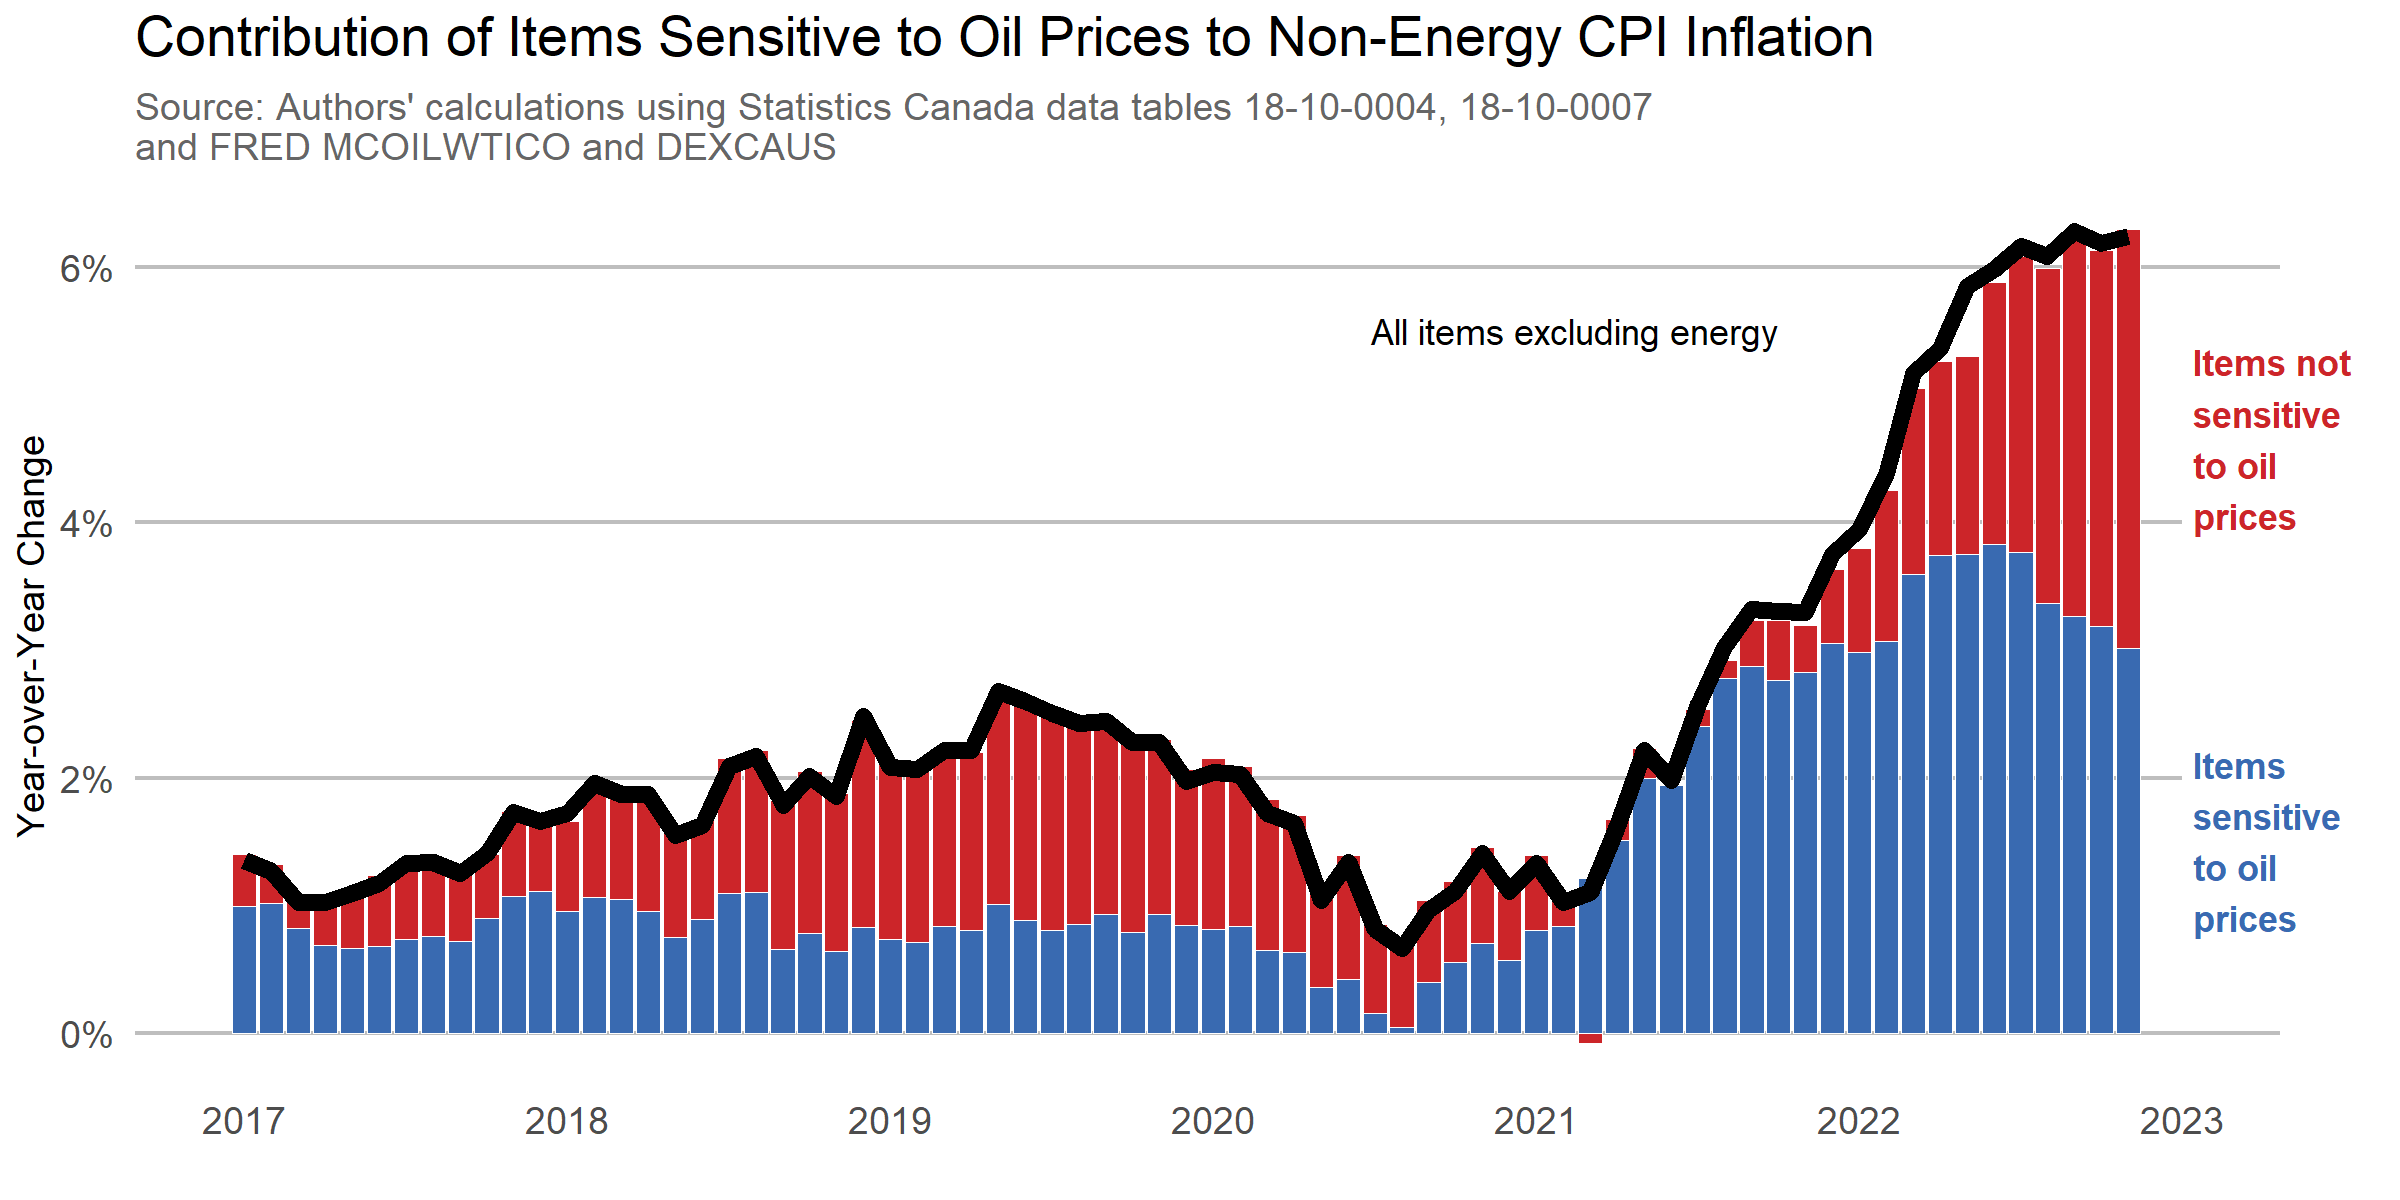 Contribution of Items Sensitive to Oil Prices to Non-Energy CPI Inflation
Source: Authors' calculations using Statistics Canada data tables 18-10-0004, 18-10-0007
and FRED MCOILWTICO and DEXCAUS
Year-over-Year Change
6%
4%
2%
0%
All items excluding energy
Items not
sensitive
to oil
prices
Items
sensitive
to oil
prices
2017
2018
2019
2020
2021
2022
2023